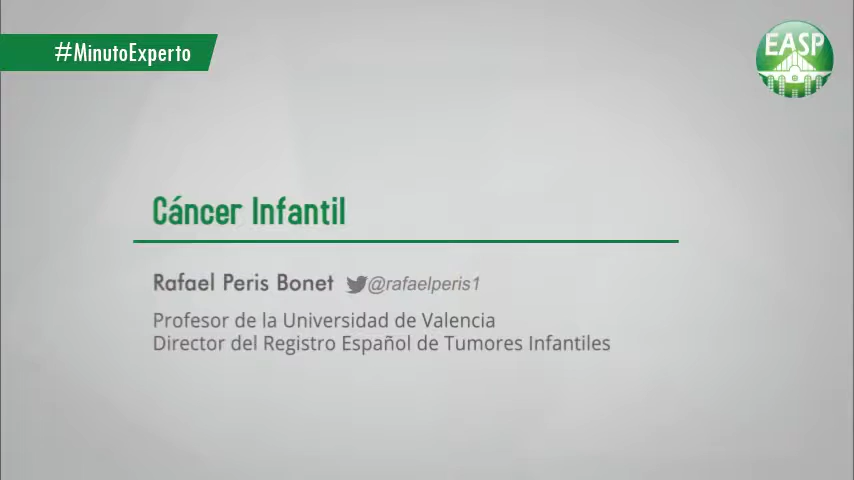 #MinutoExperto
EASP
Cáncer Infantil
Rafael Peris Bonet @rafaelperis1
Profesor de la Universidad de Valencia
Director del Registro Español de Tumores Infantiles